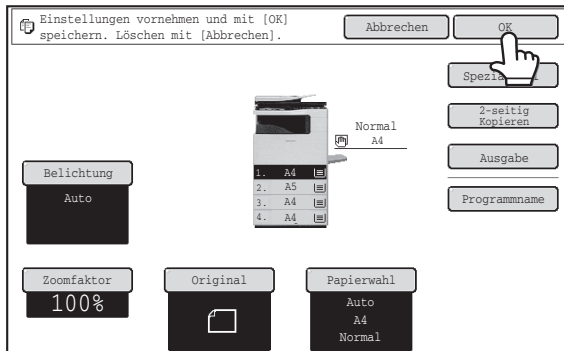 Einstellungen vornehmen und mit [OK]
speichern. Löschen mit [Abbrechen].
Abbrechen
OK
2-seitig
Kopieren
Ausgabe
Programmname
Normal
A4
1. A4
2. A5
3. A4
4. A4
Belichtung
Auto
Zoomfaktor
100%
Original
Papierwahl
Auto
A4
Normal